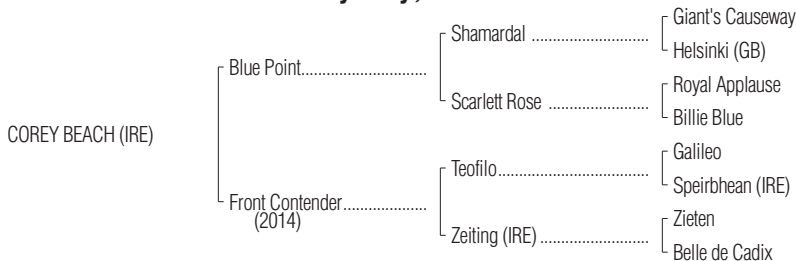 Giant's Causeway
Shamardal ..............................
Helsinki (GB)
Blue Point................................
Royal Applause
Scarlett Rose .........................
Billie Blue
COREY BEACH (IRE)
Galileo
Teofilo......................................
Speirbhean (IRE)
Front Contender.....................
(2014)
Zieten
Zeiting (IRE) ...........................
Belle de Cadix